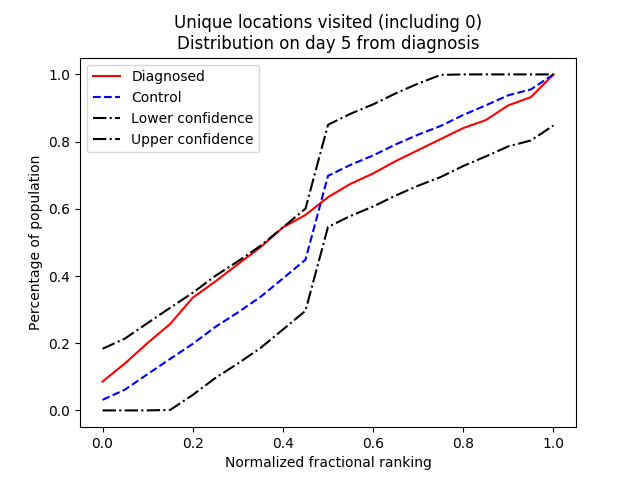 Unique locations visited (including 0)
Distribution on day 5 from diagnosis
Diagnosed
Control
Lower confidence
Upper confidence
Percentage of population
1.0
0.8
0.6
0.4
0.2
0.0
0.0 0.2 0.4 0.6 0.8 1.0
Normalized fractional ranking